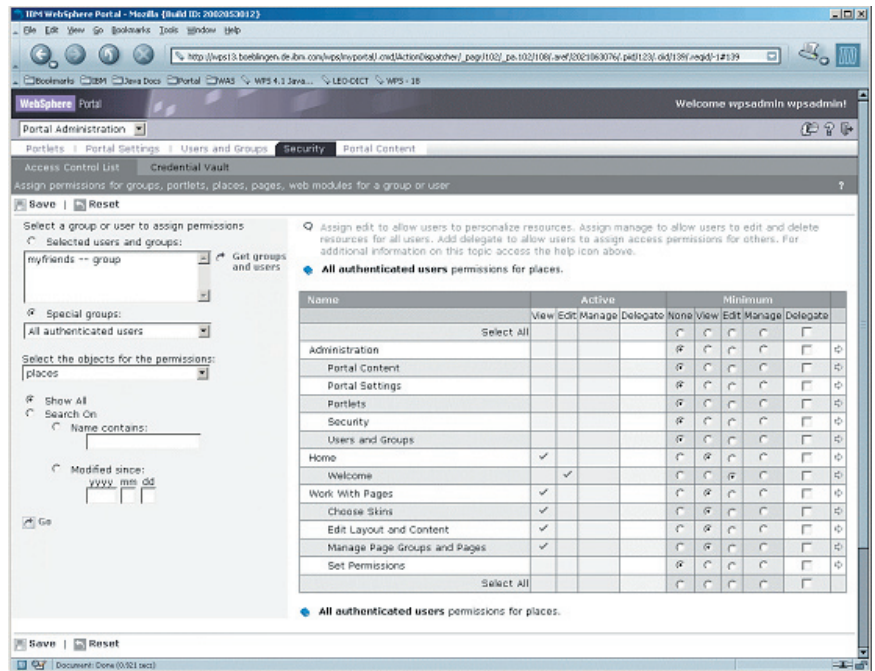 IBM WebSphere Portal - Mozilla {Build ID: 2002053012}
File Edit View Go Bookmarks Tools Window Help
Bookmarks IBM Java Docs Portal WAS WPS 4.1 Java... LEO-DICT WPS - 1B
WebSphere Portal
Welcome wpsadmin wpsadmin!
Portal Administration
Portlets | Portal Settings | Users and Groups Security Portal Content
Access Control List Credential Vault
Assign permissions for groups, portlets, places, pages, web modules for a group or user ?
Save | Reset
Select a group or user to assign permissions
Selected users and groups:
myfriends -- group
Get groups
and users
Special groups:
All authenticated users
Select the objects for the permissions:
places
Show All
Search On
Name contains:
Modified since:
yyyy mm dd
Go
Assign edit to allow users to personalize resources. Assign manage to allow users to edit and delete
resources for all users. Add delegate to allow users to assign access permissions for others. For
additional information on this topic access the help icon above.
All authenticated users permissions for places.
Name Active Minimum
View Edit Manage Delegate None View Edit Manage Delegate
Select All
Administration
Portal Content
Portal Settings
Portlets
Security
Users and Groups
Home
Welcome
Work With Pages
Choose Skins
Edit Layout and Content
Manage Page Groups and Pages
Set Permissions
Select All
All authenticated users permissions for places.
Save | Reset
Document: Done (0.921 secs)